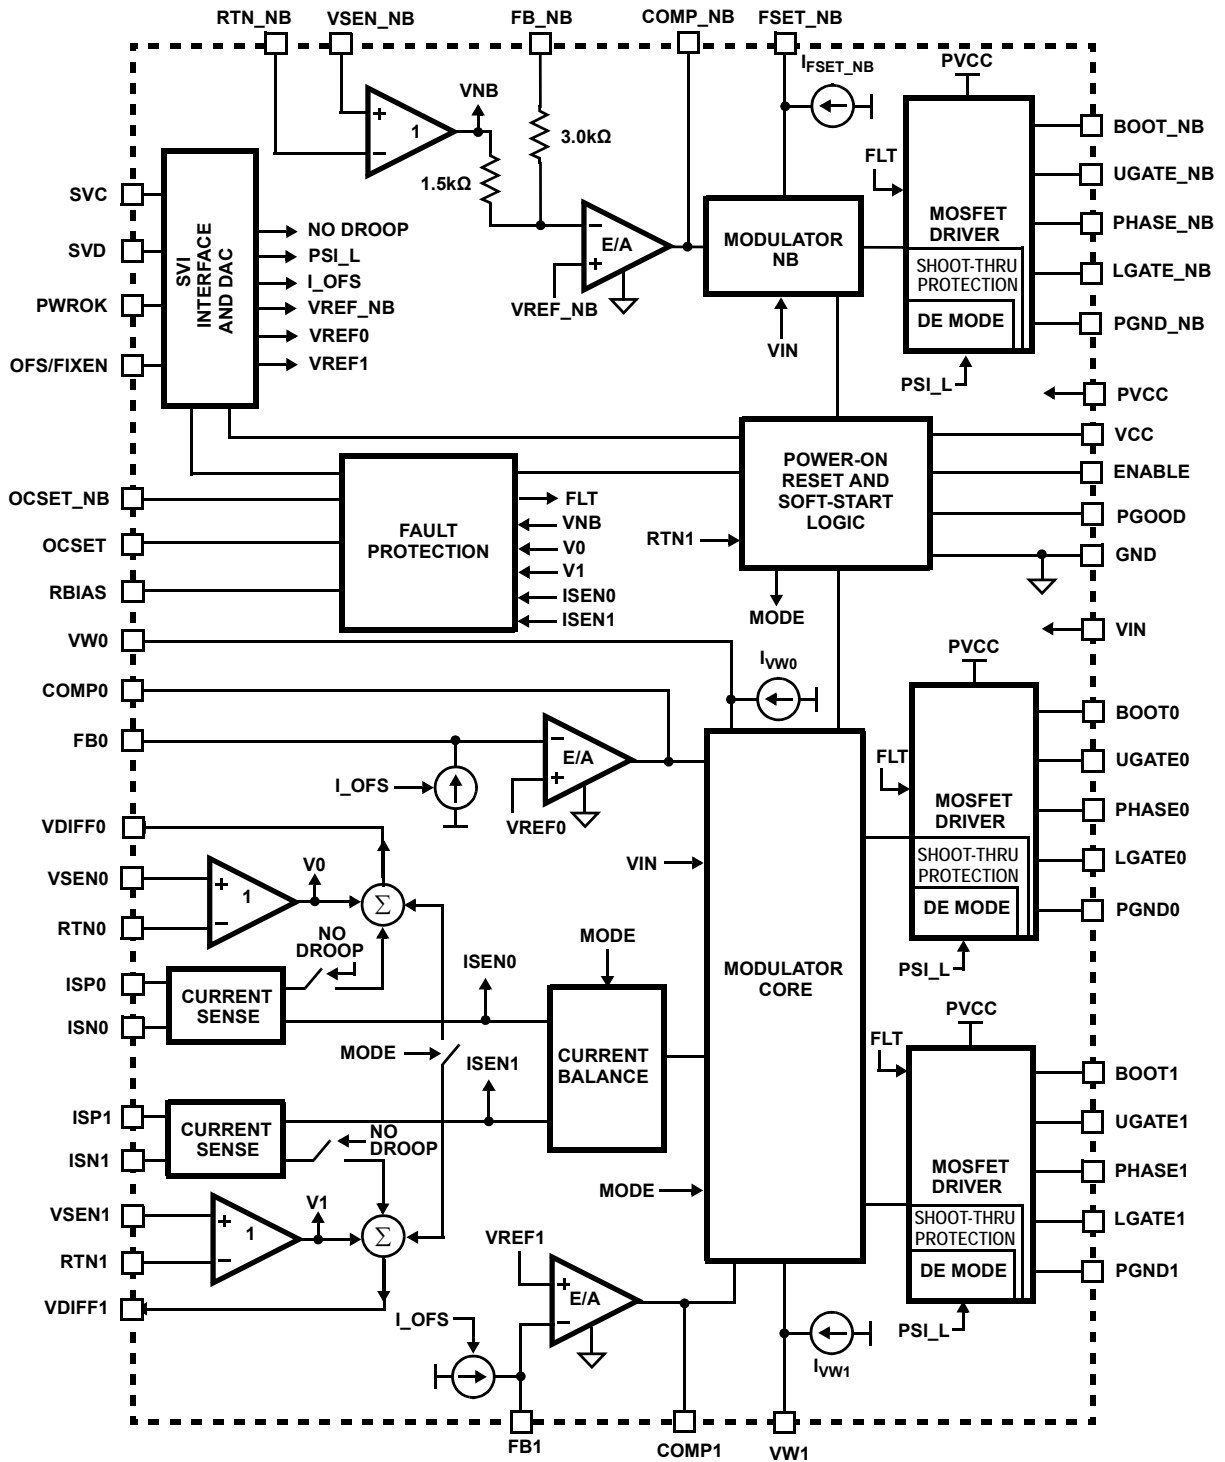 RTN_NB
VSEN_NB
FB_NB
COMP_NB
FSET_NB
IFSET_NB
PVCC
VNB
+
1
−
3.0kΩ
1.5kΩ
FLT
BOOT_NB
UGATE_NB
PHASE_NB
LGATE_NB
PGND_NB
MOSFET
DRIVER
SHOOT-THRU
PROTECTION
DE MODE
PSI_L
SVC
SVD
PWROK
OFS/FIXEN
SVI
INTERFACE
AND DAC
NO DROOP
PSI_L
I_OFS
VREF_NB
VREF0
VREF1
−
E/A
+
VREF_NB
MODULATOR
NB
VIN
PVCC
VCC
ENABLE
PGOOD
GND
VIN
POWER-ON
RESET AND
SOFT-START
LOGIC
RTN1
MODE
OCSET_NB
OCSET
RBIAS
FAULT
PROTECTION
FLT
VNB
V0
V1
ISEN0
ISEN1
VW0
COMP0
FB0
IVW0
−
E/A
+
I_OFS
VREF0
PVCC
FLT
MOSFET
DRIVER
SHOOT-THRU
PROTECTION
DE MODE
PSI_L
BOOT0
UGATE0
PHASE0
LGATE0
PGND0
VDIFF0
VSEN0
RTN0
+
1
−
V0
Σ
NO
DROOP
ISP0
ISN0
CURRENT
SENSE
ISEN0
MODE
VIN
MODULATOR
CORE
CURRENT
BALANCE
MODE
ISEN1
ISP1
ISN1
CURRENT
SENSE
NO
DROOP
MODE
VSEN1
RTN1
VDIFF1
+
1
−
V1
Σ
VREF1
+
E/A
−
I_OFS
PVCC
FLT
MOSFET
DRIVER
SHOOT-THRU
PROTECTION
DE MODE
PSI_L
BOOT1
UGATE1
PHASE1
LGATE1
PGND1
IVW1
FB1
COMP1
VW1